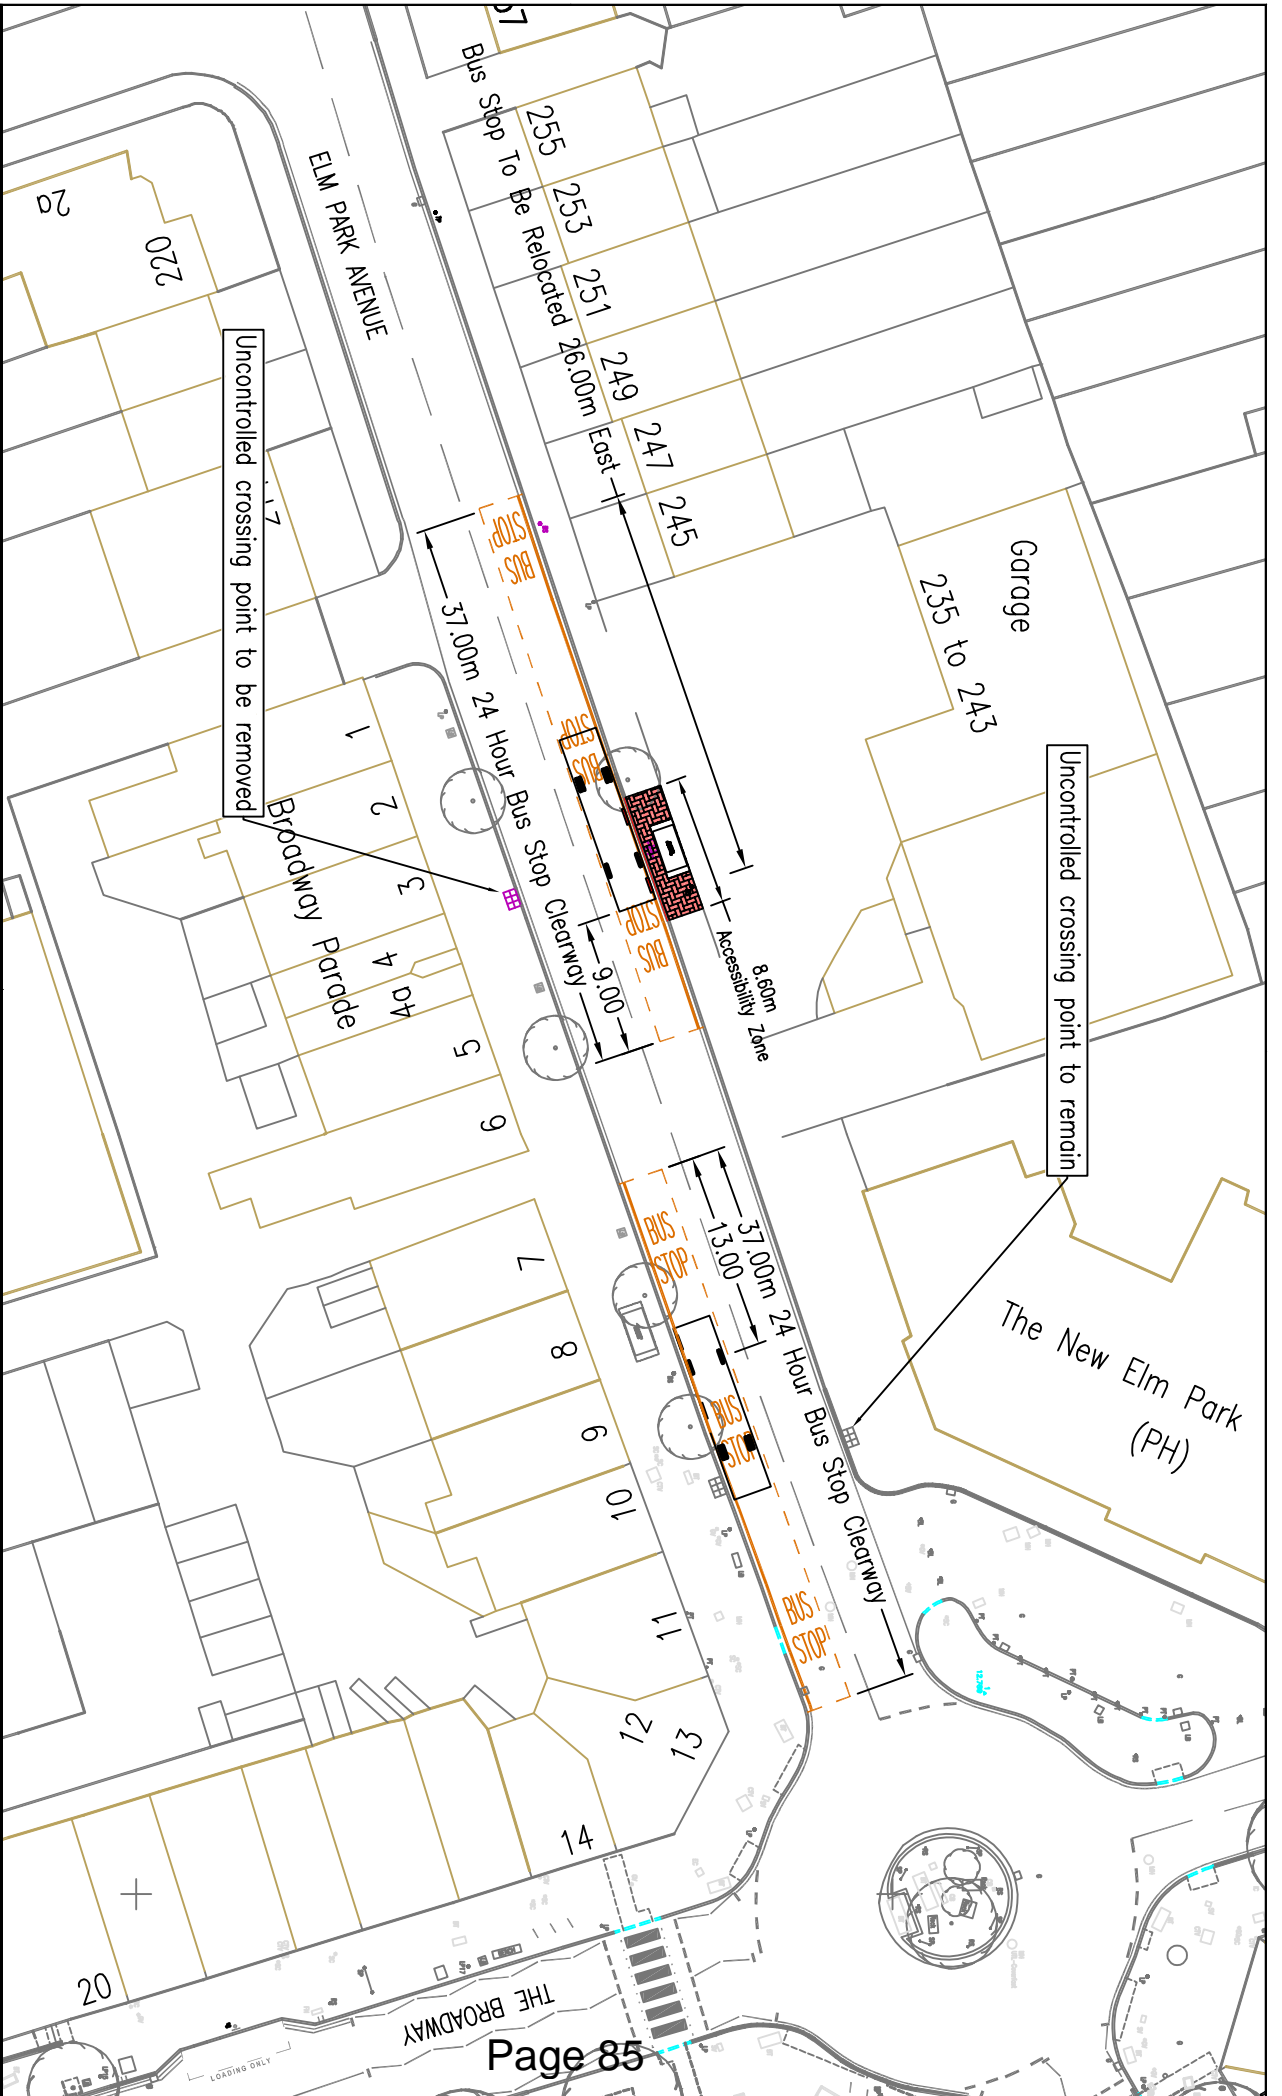 67
Bus Stop To Be Relocated 26.00m East
255
253
251
249
247
245
ELM PARK AVENUE
2a
220
Uncontrolled crossing point to be removed
Garage
235 to 243
Uncontrolled crossing point to remain
STOP
BUS
37.00m 24 Hour Bus Stop Clearway
STOP
BUS
STOP
BUS
9.00
8.60m
Accessibility Zone
1
2
3
4
4a
5
6
Broadway Parade
37.00m 24 Hour Bus Stop Clearway
13.00
BUS
STOP
BUS
STOP
BUS
STOP
The New Elm Park
(PH)
7
8
9
10
11
12
13
14
20
THE BROADWAY
LOADING ONLY
Page 85